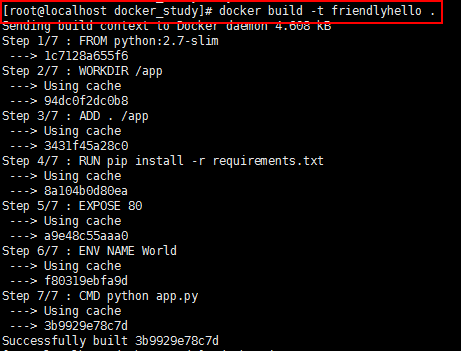 [root@localhost docker_study]# docker build -t friendlyhello .
Sending build context to Docker daemon 4.608 kB
Step 1/7 : FROM python:2.7-slim
 ---> 1c7128a655f6
Step 2/7 : WORKDIR /app
 ---> Using cache
 ---> 94dc0f2dc0b8
Step 3/7 : ADD . /app
 ---> Using cache
 ---> 3431f45a28c0
Step 4/7 : RUN pip install -r requirements.txt
 ---> Using cache
 ---> 8a104b0d80ea
Step 5/7 : EXPOSE 80
 ---> Using cache
 ---> a9e48c55aaa0
Step 6/7 : ENV NAME World
 ---> Using cache
 ---> f80319ebfa9d
Step 7/7 : CMD python app.py
 ---> Using cache
 ---> 3b9929e78c7d
Successfully built 3b9929e78c7d